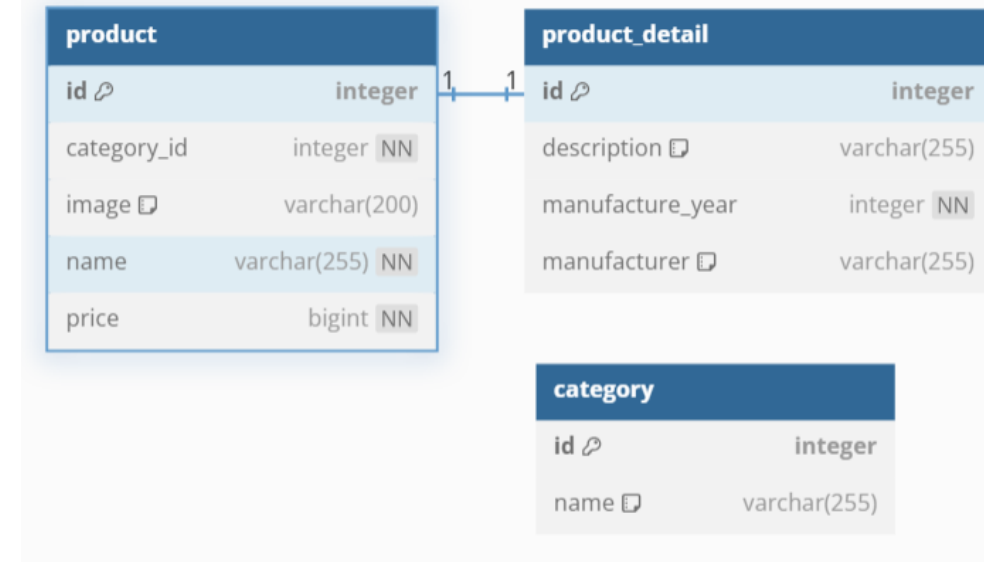 product
id integer
category_id integer NN
image varchar(200)
name varchar(255) NN
price bigint NN
1 1
product_detail
id integer
description varchar(255)
manufacture_year integer NN
manufacturer varchar(255)
category
id integer
name varchar(255)